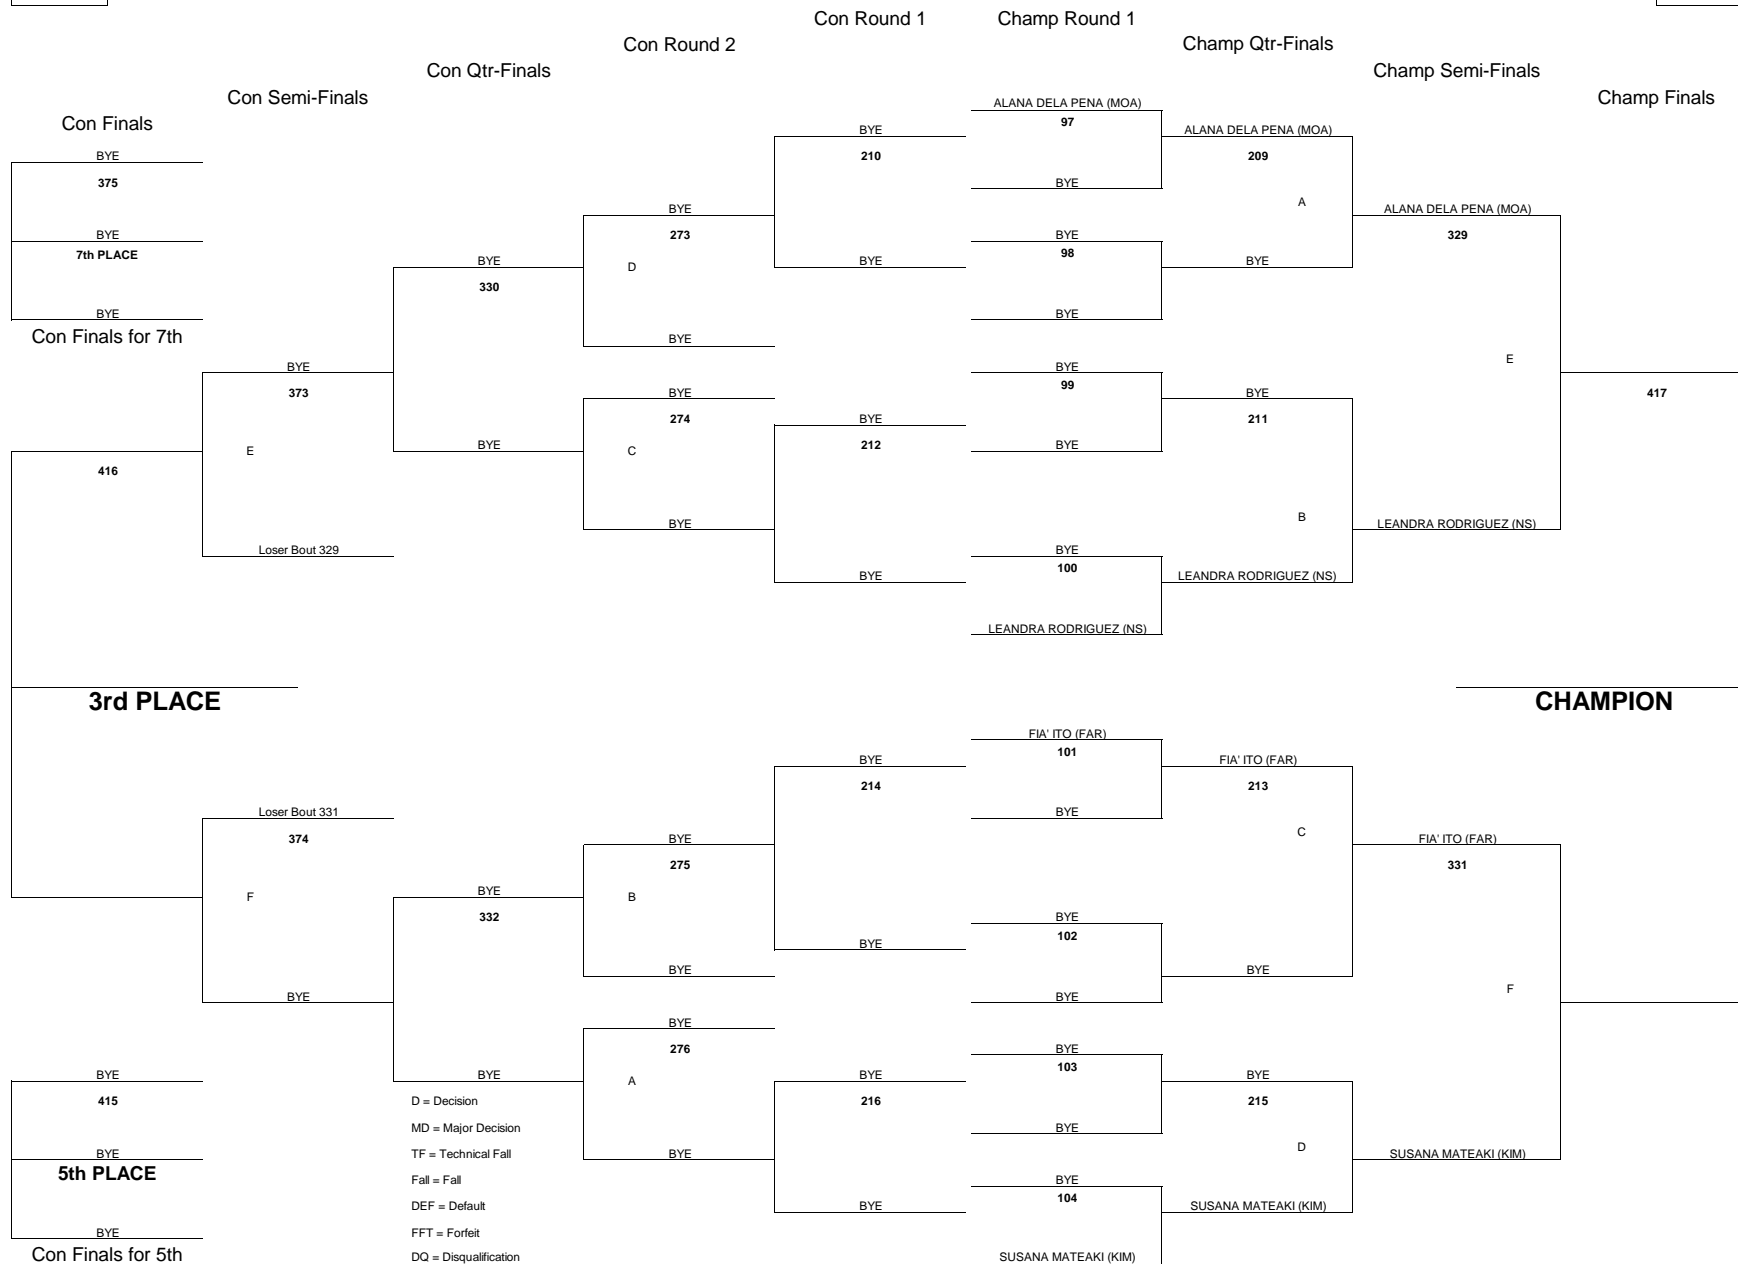 Con Round 1 Champ Round 1
Con Round 2 Champ Qtr-Finals
Con Qtr-Finals Champ Semi-Finals
Con Semi-Finals Champ Finals
ALANA DELA PENA (MOA)
Con Finals 97
BYE ALANA DELA PENA (MOA)
BYE 210 209
375 BYE
A
BYE ALANA DELA PENA (MOA)
BYE 273 BYE 329
7th PLACE 98
BYE D BYE BYE
330
BYE BYE
Con Finals for 7th
BYE
E
BYE BYE
373 99 417
BYE BYE
274 BYE 211
BYE BYE
E C 212
416
B
BYE LEANDRA RODRIGUEZ (NS)
Loser Bout 329 BYE
100
BYE LEANDRA RODRIGUEZ (NS)
LEANDRA RODRIGUEZ (NS)
3rd PLACE CHAMPION
FIA' ITO (FAR)
101
BYE FIA' ITO (FAR)
214 213
Loser Bout 331 BYE
374 BYE C FIA' ITO (FAR)
275 331
BYE
F B
332 BYE
BYE 102
BYE BYE
F
BYE BYE
BYE
276 BYE
103
BYE BYE A BYE BYE
415 D = Decision 216 215
MD = Major Decision BYE
D
BYE TF = Technical Fall BYE SUSANA MATEAKI (KIM)
5th PLACE Fall = Fall BYE
104
DEF = Default BYE SUSANA MATEAKI (KIM)
BYE FFT = Forfeit
Con Finals for 5th DQ = Disqualification SUSANA MATEAKI (KIM)